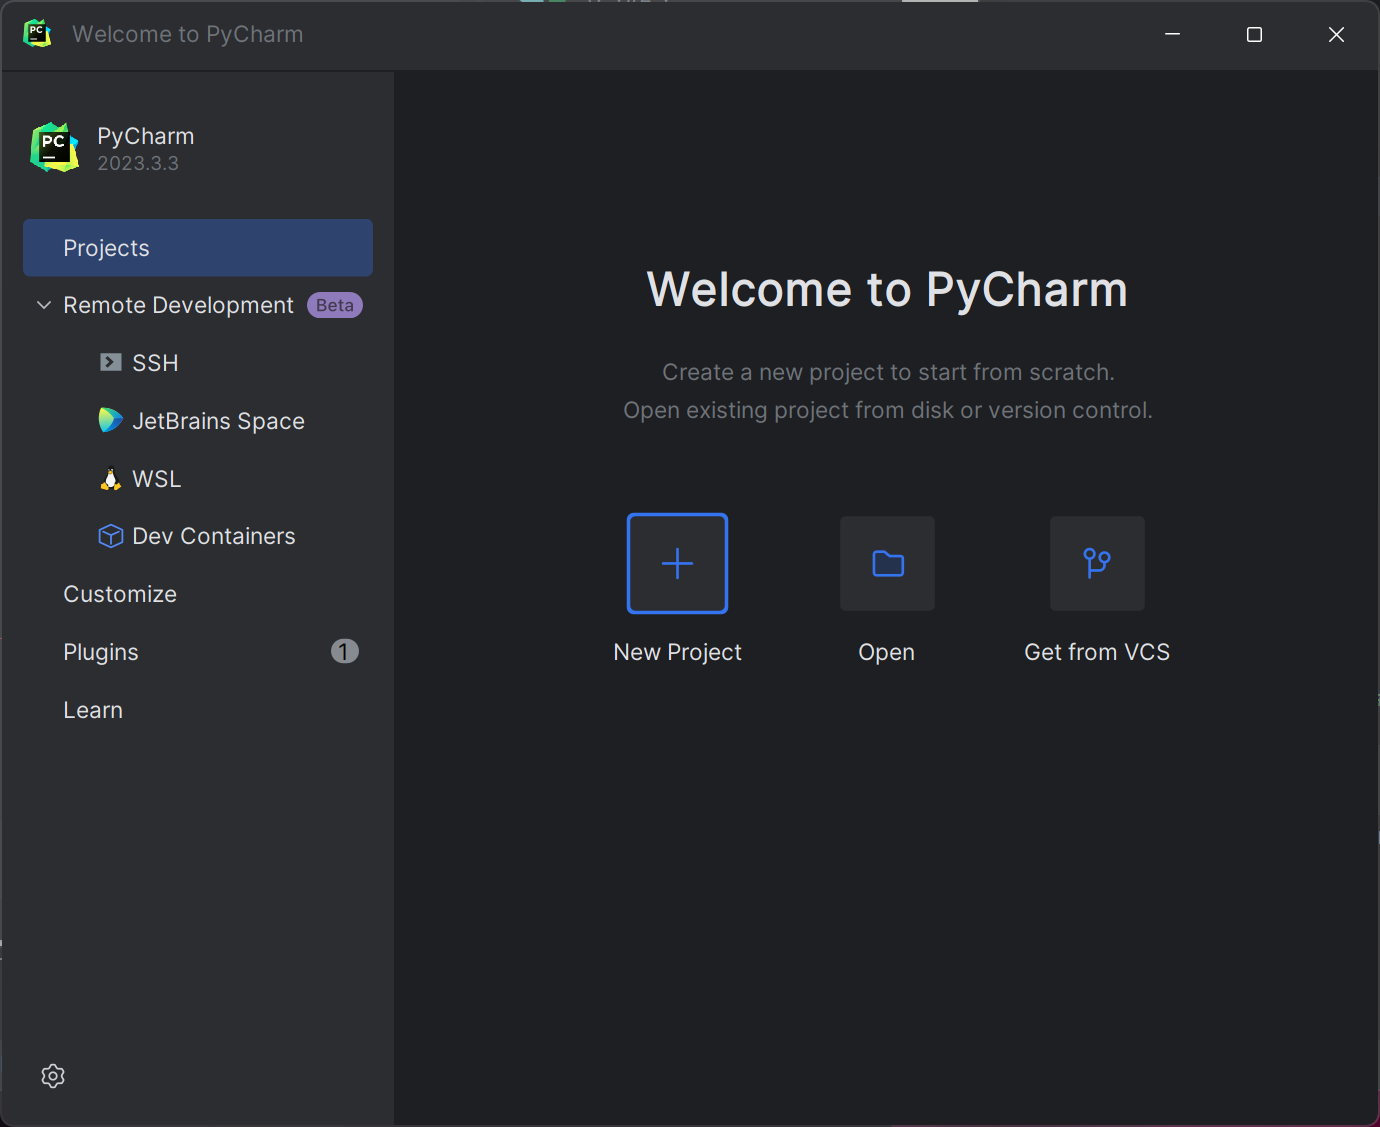 Welcome to PyCharm
PyCharm
2023.3.3
Projects
Remote Development Beta
SSH
JetBrains Space
WSL
Dev Containers
Customize
Plugins 1
Learn
Welcome to PyCharm
Create a new project to start from scratch.
Open existing project from disk or version control.
New Project Open Get from VCS